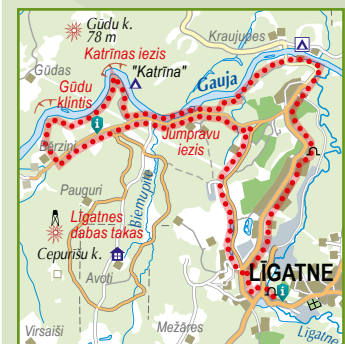 Gūdu k.
78 m
Kraujupes
Katrīnas iezis
Gūdas
"Katrīna"
Gūdu
klintis
Gauja
Jumpravu
iezis
Bērziņi
Pauguri
Biemupīte
Līgatnes
dabas takas
Cepurīšu k.
Avoti
LĪGATNE
Mežāres
Virsaiši
Līgatne